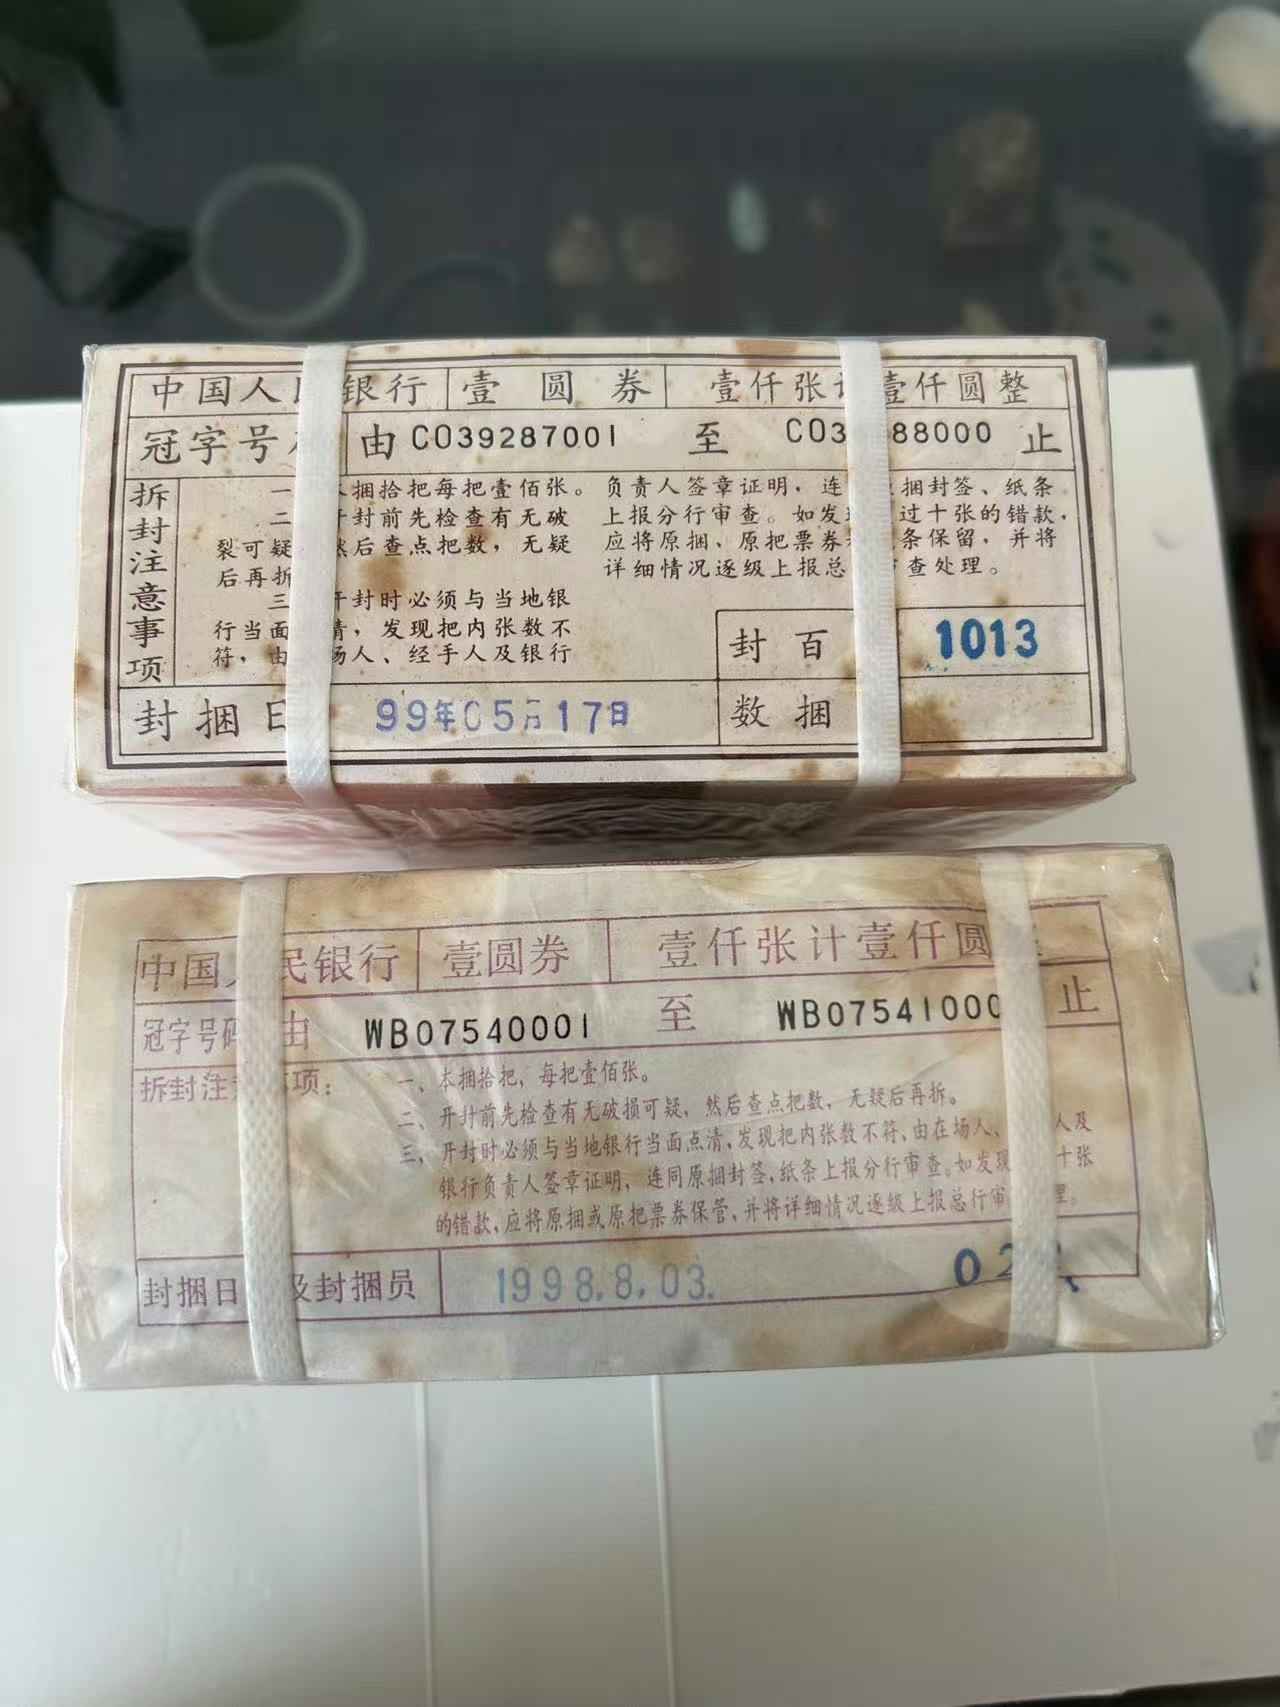 中国人 银行 壹圆券 壹仟张计 壹仟圆整
冠字号 由 CO39287001 至 CO3 88000 止
拆封注意事项
一 本捆拾把每把壹佰张。
二 开封前先检查有无破
裂可疑 然后查点把数，无疑
后再拆
三 开封时必须与当地银
行当面 清，发现把内张数不
符，由 场人、经手人及银行
负责人签章证明，连 捆封签、纸条
上报分行审查。如发现 过十张的错款，
应将原捆、原把票券 条保留，并将
详细情况逐级上报总 审查处理。
封百 1013
封捆日 99年05月17日 数捆
中国人民银行 壹圆券 壹仟张计壹仟圆
冠字号码 由 WB07540001 至 WB07541000 止
拆封注 事项：
一、本捆拾把，每把壹佰张。
二、开封前先检查有无破损可疑，然后查点把数，无疑后再拆。
三、开封时必须与当地银行当面点清，发现把内张数不符，由在场人、 人及
银行负责人签章证明，连同原捆封签，纸条上报分行审查。如发现 十张
的错款，应将原捆或原把票券保管，并将详细情况逐级上报总行审 理。
封捆日 及封捆员 1998.8.03. 02